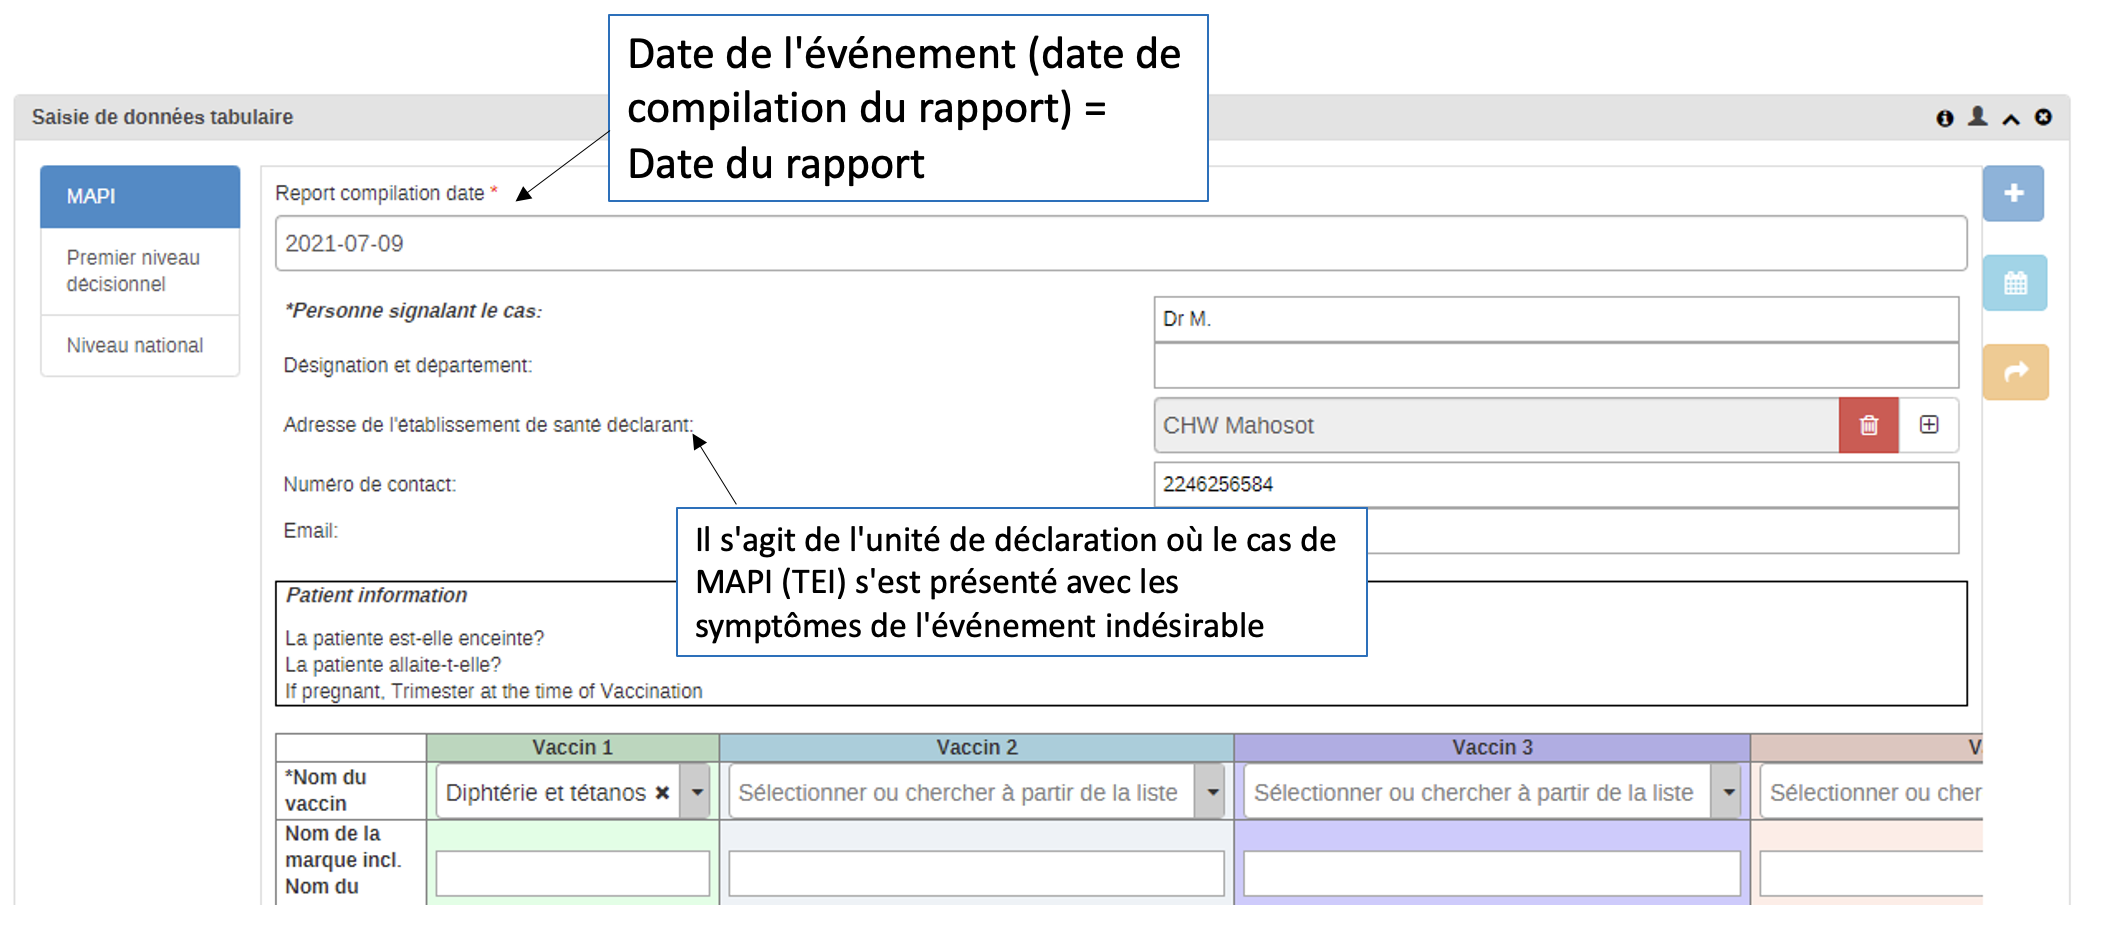 Date de l'événement (date de
compilation du rapport) =
Date du rapport
Saisie de données tabulaire
MAPI
Premier niveau
décisionnel
Niveau national
Report compilation date *
2021-07-09
*Personne signalant le cas:
Dr M.
Désignation et département:
Adresse de l'établissement de santé déclarant:
CHW Mahosot
Numéro de contact:
2246256584
Email:
Il s'agit de l'unité de déclaration où le cas de
MAPI (TEI) s'est présenté avec les
symptômes de l'événement indésirable
Patient information
La patiente est-elle enceinte?
La patiente allaite-t-elle?
If pregnant, Trimester at the time of Vaccination
Vaccin 1
Vaccin 2
Vaccin 3
V
*Nom du
vaccin
Diphtérie et tétanos
Sélectionner ou chercher à partir de la liste
Sélectionner ou chercher à partir de la liste
Sélectionner ou cher
Nom de la
marque incl.
Nom du